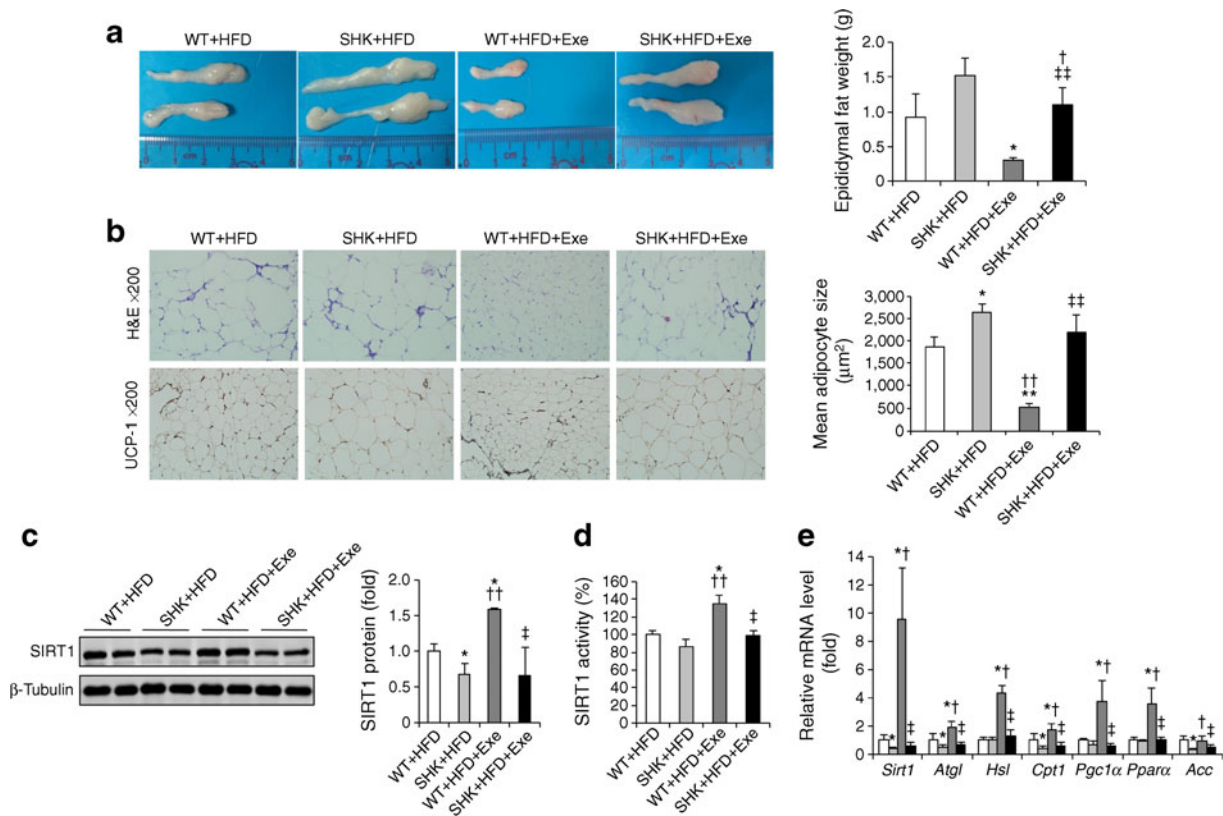 a
WT+HFD
SHK+HFD
WT+HFD+Exe
SHK+HFD+Exe
Epididymal fat weight (g)
2.0
1.5
1.0
0.5
0
*
†
‡‡
WT+HFD
SHK+HFD
WT+HFD+Exe
SHK+HFD+Exe
b
WT+HFD
SHK+HFD
WT+HFD+Exe
SHK+HFD+Exe
H&E ×200
UCP-1 ×200
Mean adipocyte size
(μm²)
3,000
2,500
2,000
1,500
1,000
500
0
*
††
**
‡‡
WT+HFD
SHK+HFD
WT+HFD+Exe
SHK+HFD+Exe
c
WT+HFD
SHK+HFD
WT+HFD+Exe
SHK+HFD+Exe
SIRT1
β-Tubulin
SIRT1 protein (fold)
2.0
1.5
1.0
0.5
0
*
*
††
‡
WT+HFD
SHK+HFD
WT+HFD+Exe
SHK+HFD+Exe
d
SIRT1 activity (%)
160
140
120
100
80
60
40
20
0
*
††
‡
WT+HFD
SHK+HFD
WT+HFD+Exe
SHK+HFD+Exe
e
Relative mRNA level
(fold)
14
12
10
8
6
4
2
0
* *† ‡
* *† ‡
*† ‡
* *† ‡
*† ‡
*† ‡
* † ‡
Sirt1 Atgl Hsl Cpt1 Pgc1α Pparα Acc